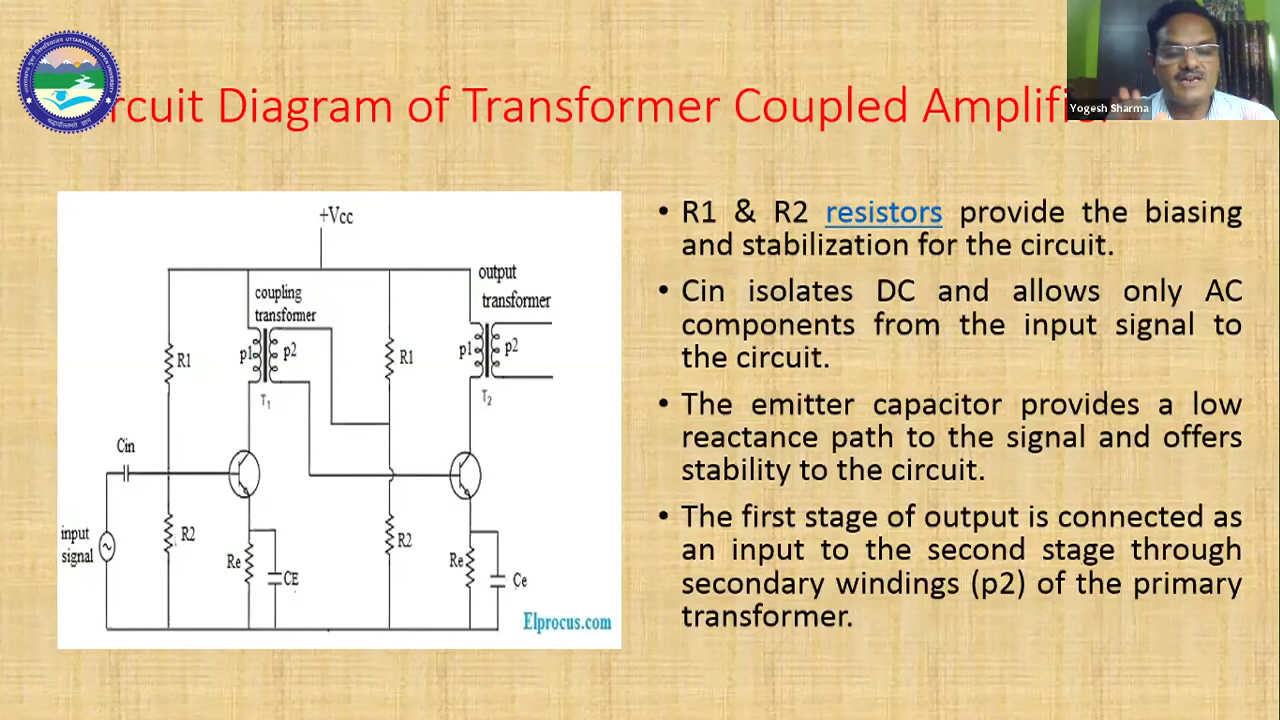 rcuit Diagram of Transformer Coupled Amplifier
Yogesh Sharma
+Vcc
output
transformer
coupling
transformer
R1
p1
p2
R1
p1
p2
T1
T2
Cin
input
signal
R2
Re
CE
R2
Re
Ce
Elprocus.com
• R1 & R2 resistors provide the biasing
and stabilization for the circuit.
• Cin isolates DC and allows only AC
components from the input signal to
the circuit.
• The emitter capacitor provides a low
reactance path to the signal and offers
stability to the circuit.
• The first stage of output is connected as
an input to the second stage through
secondary windings (p2) of the primary
transformer.